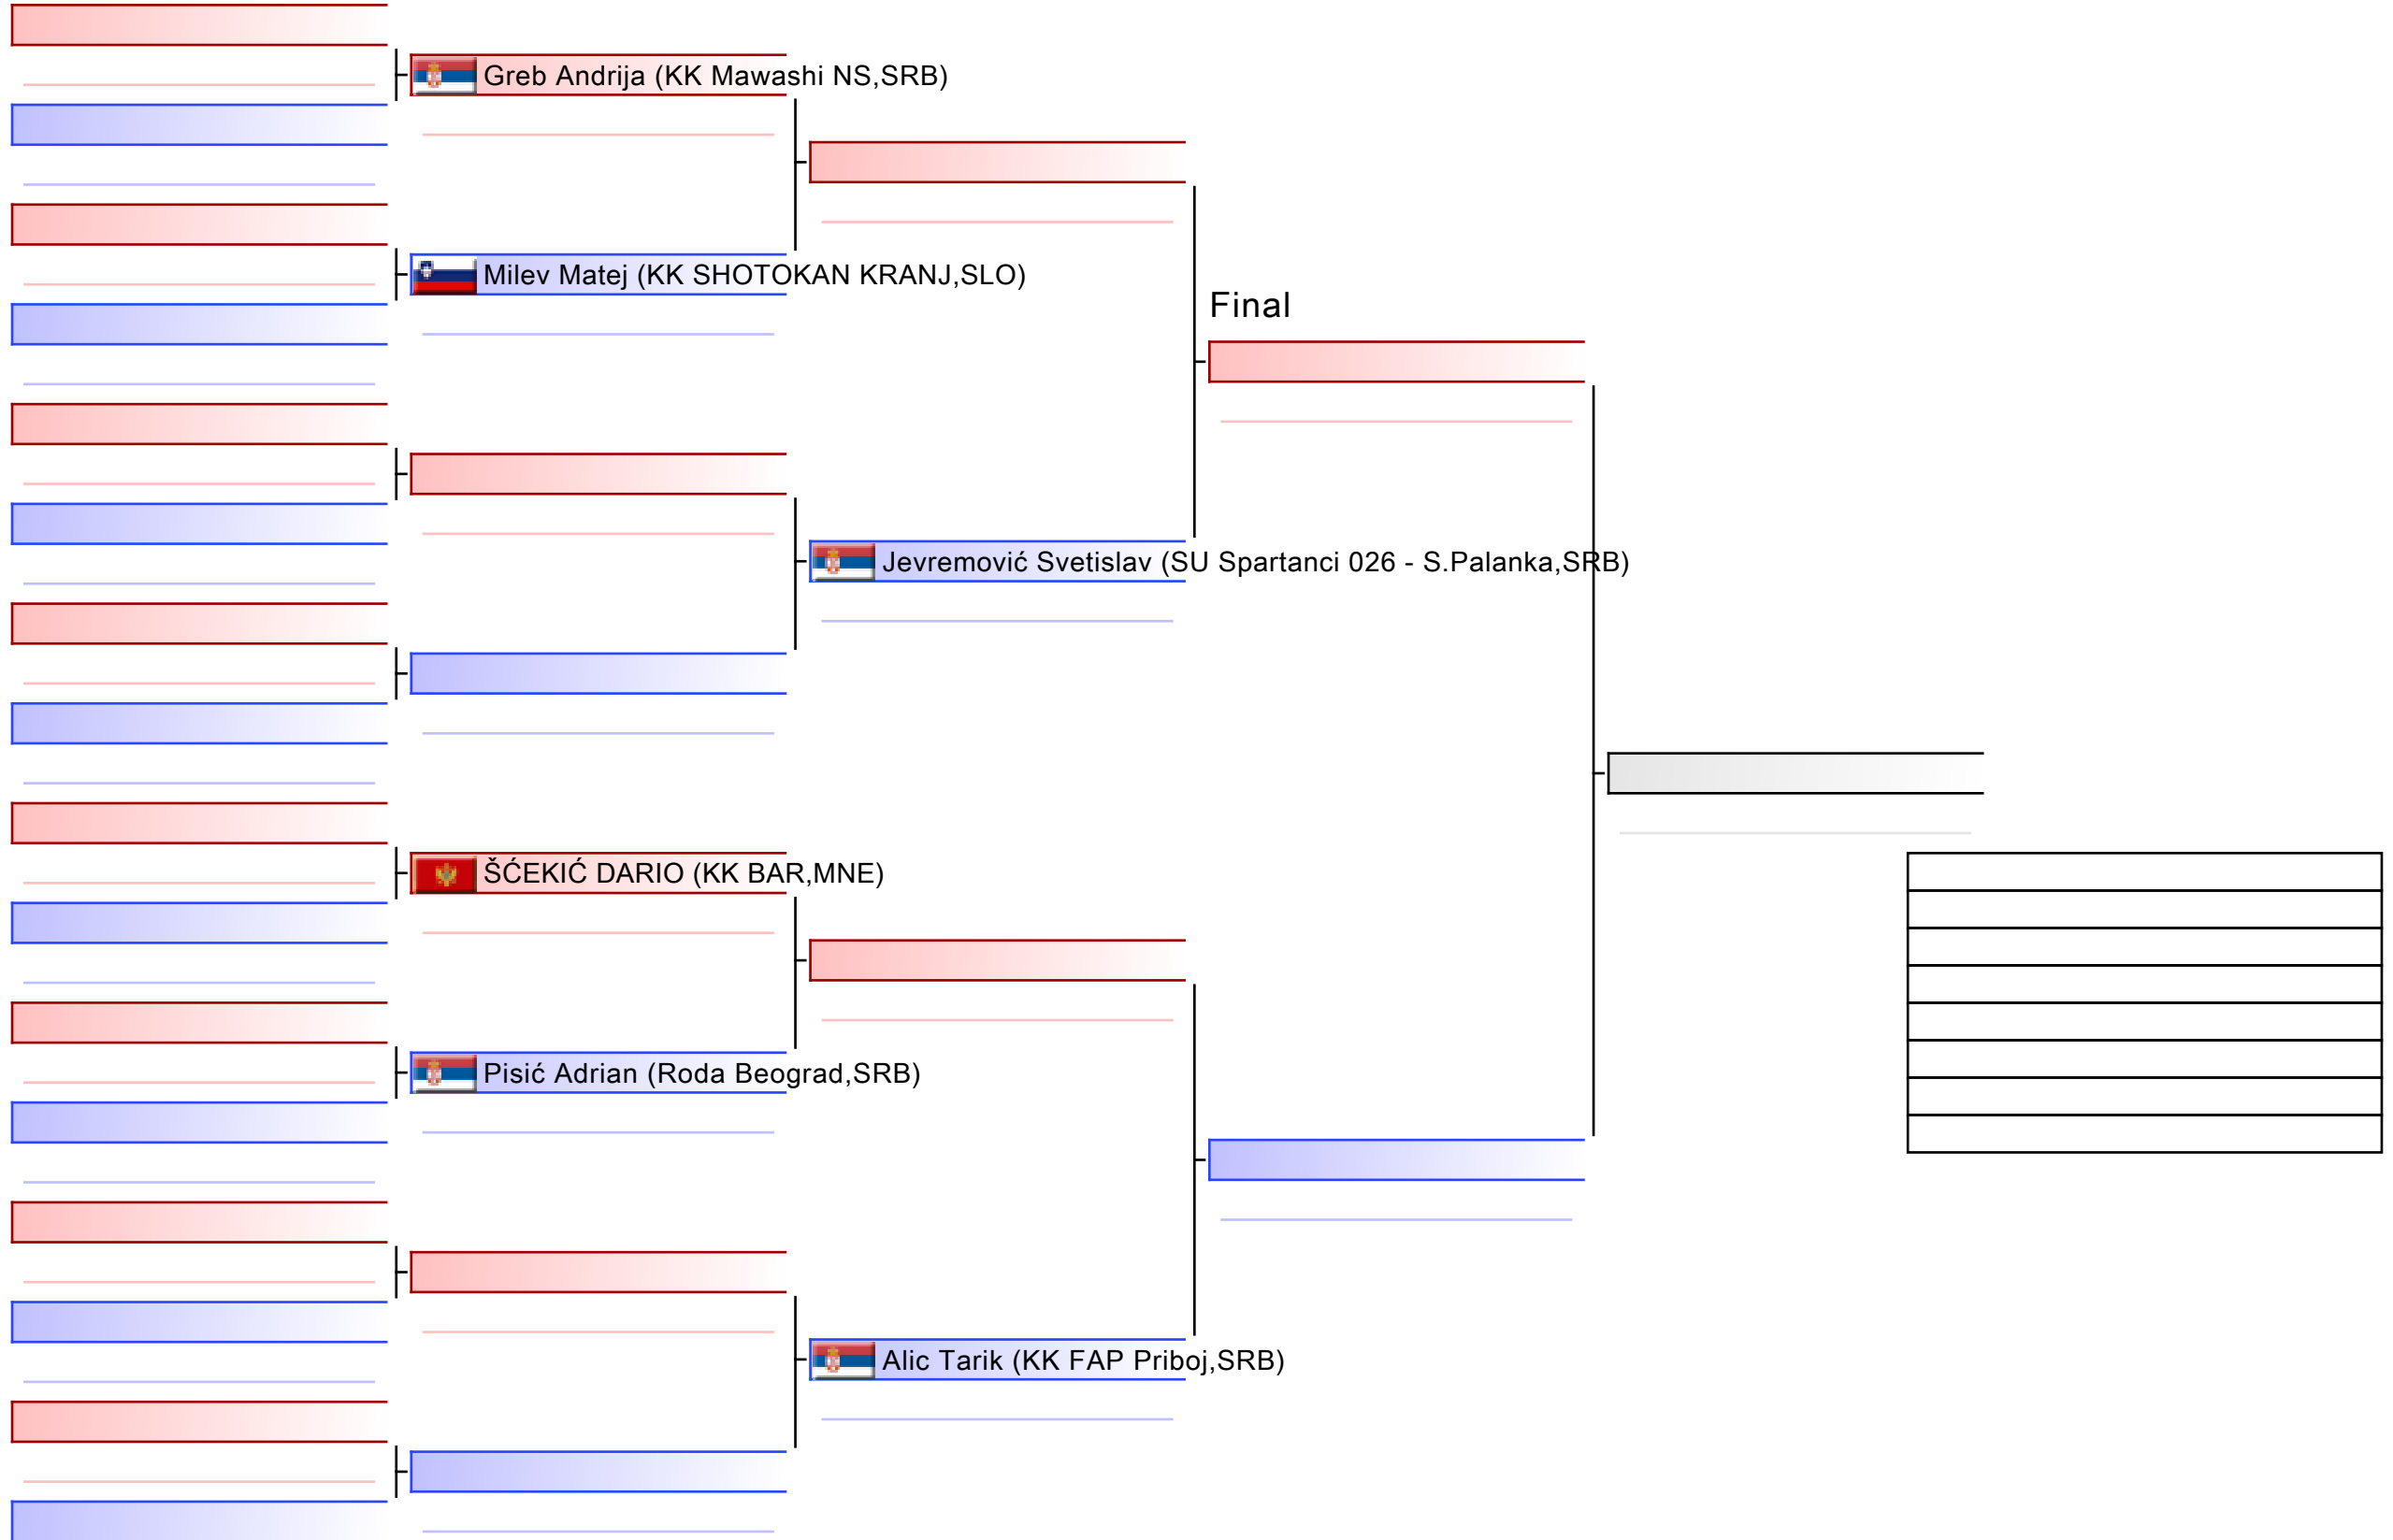 Greb Andrija (KK Mawashi NS,SRB)
Milev Matej (KK SHOTOKAN KRANJ,SLO)
Final
Jevremović Svetislav (SU Spartanci 026 - S.Palanka,SRB)
ŠĆEKIĆ DARIO (KK BAR,MNE)
Pisić Adrian (Roda Beograd,SRB)
Alic Tarik (KK FAP Priboj,SRB)